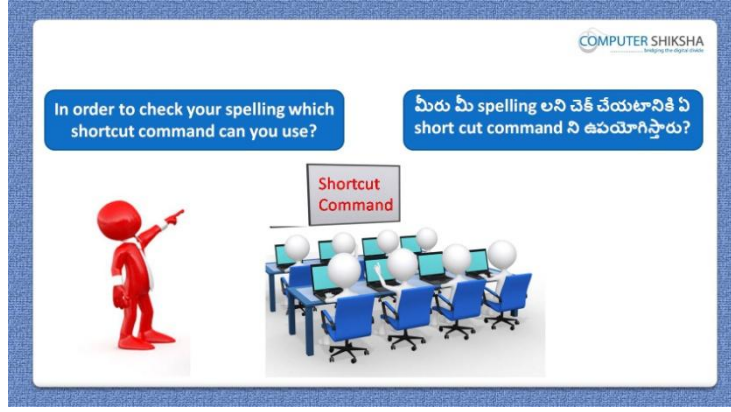 COMPUTER SHIKSHA
bridging the digital divide
In order to check your spelling which
shortcut command can you use?
మీరు మీ spelling లని చెక్ చేయటానికి ఏ
short cut command ని ఉపయోగిస్తారు?
Shortcut
Command